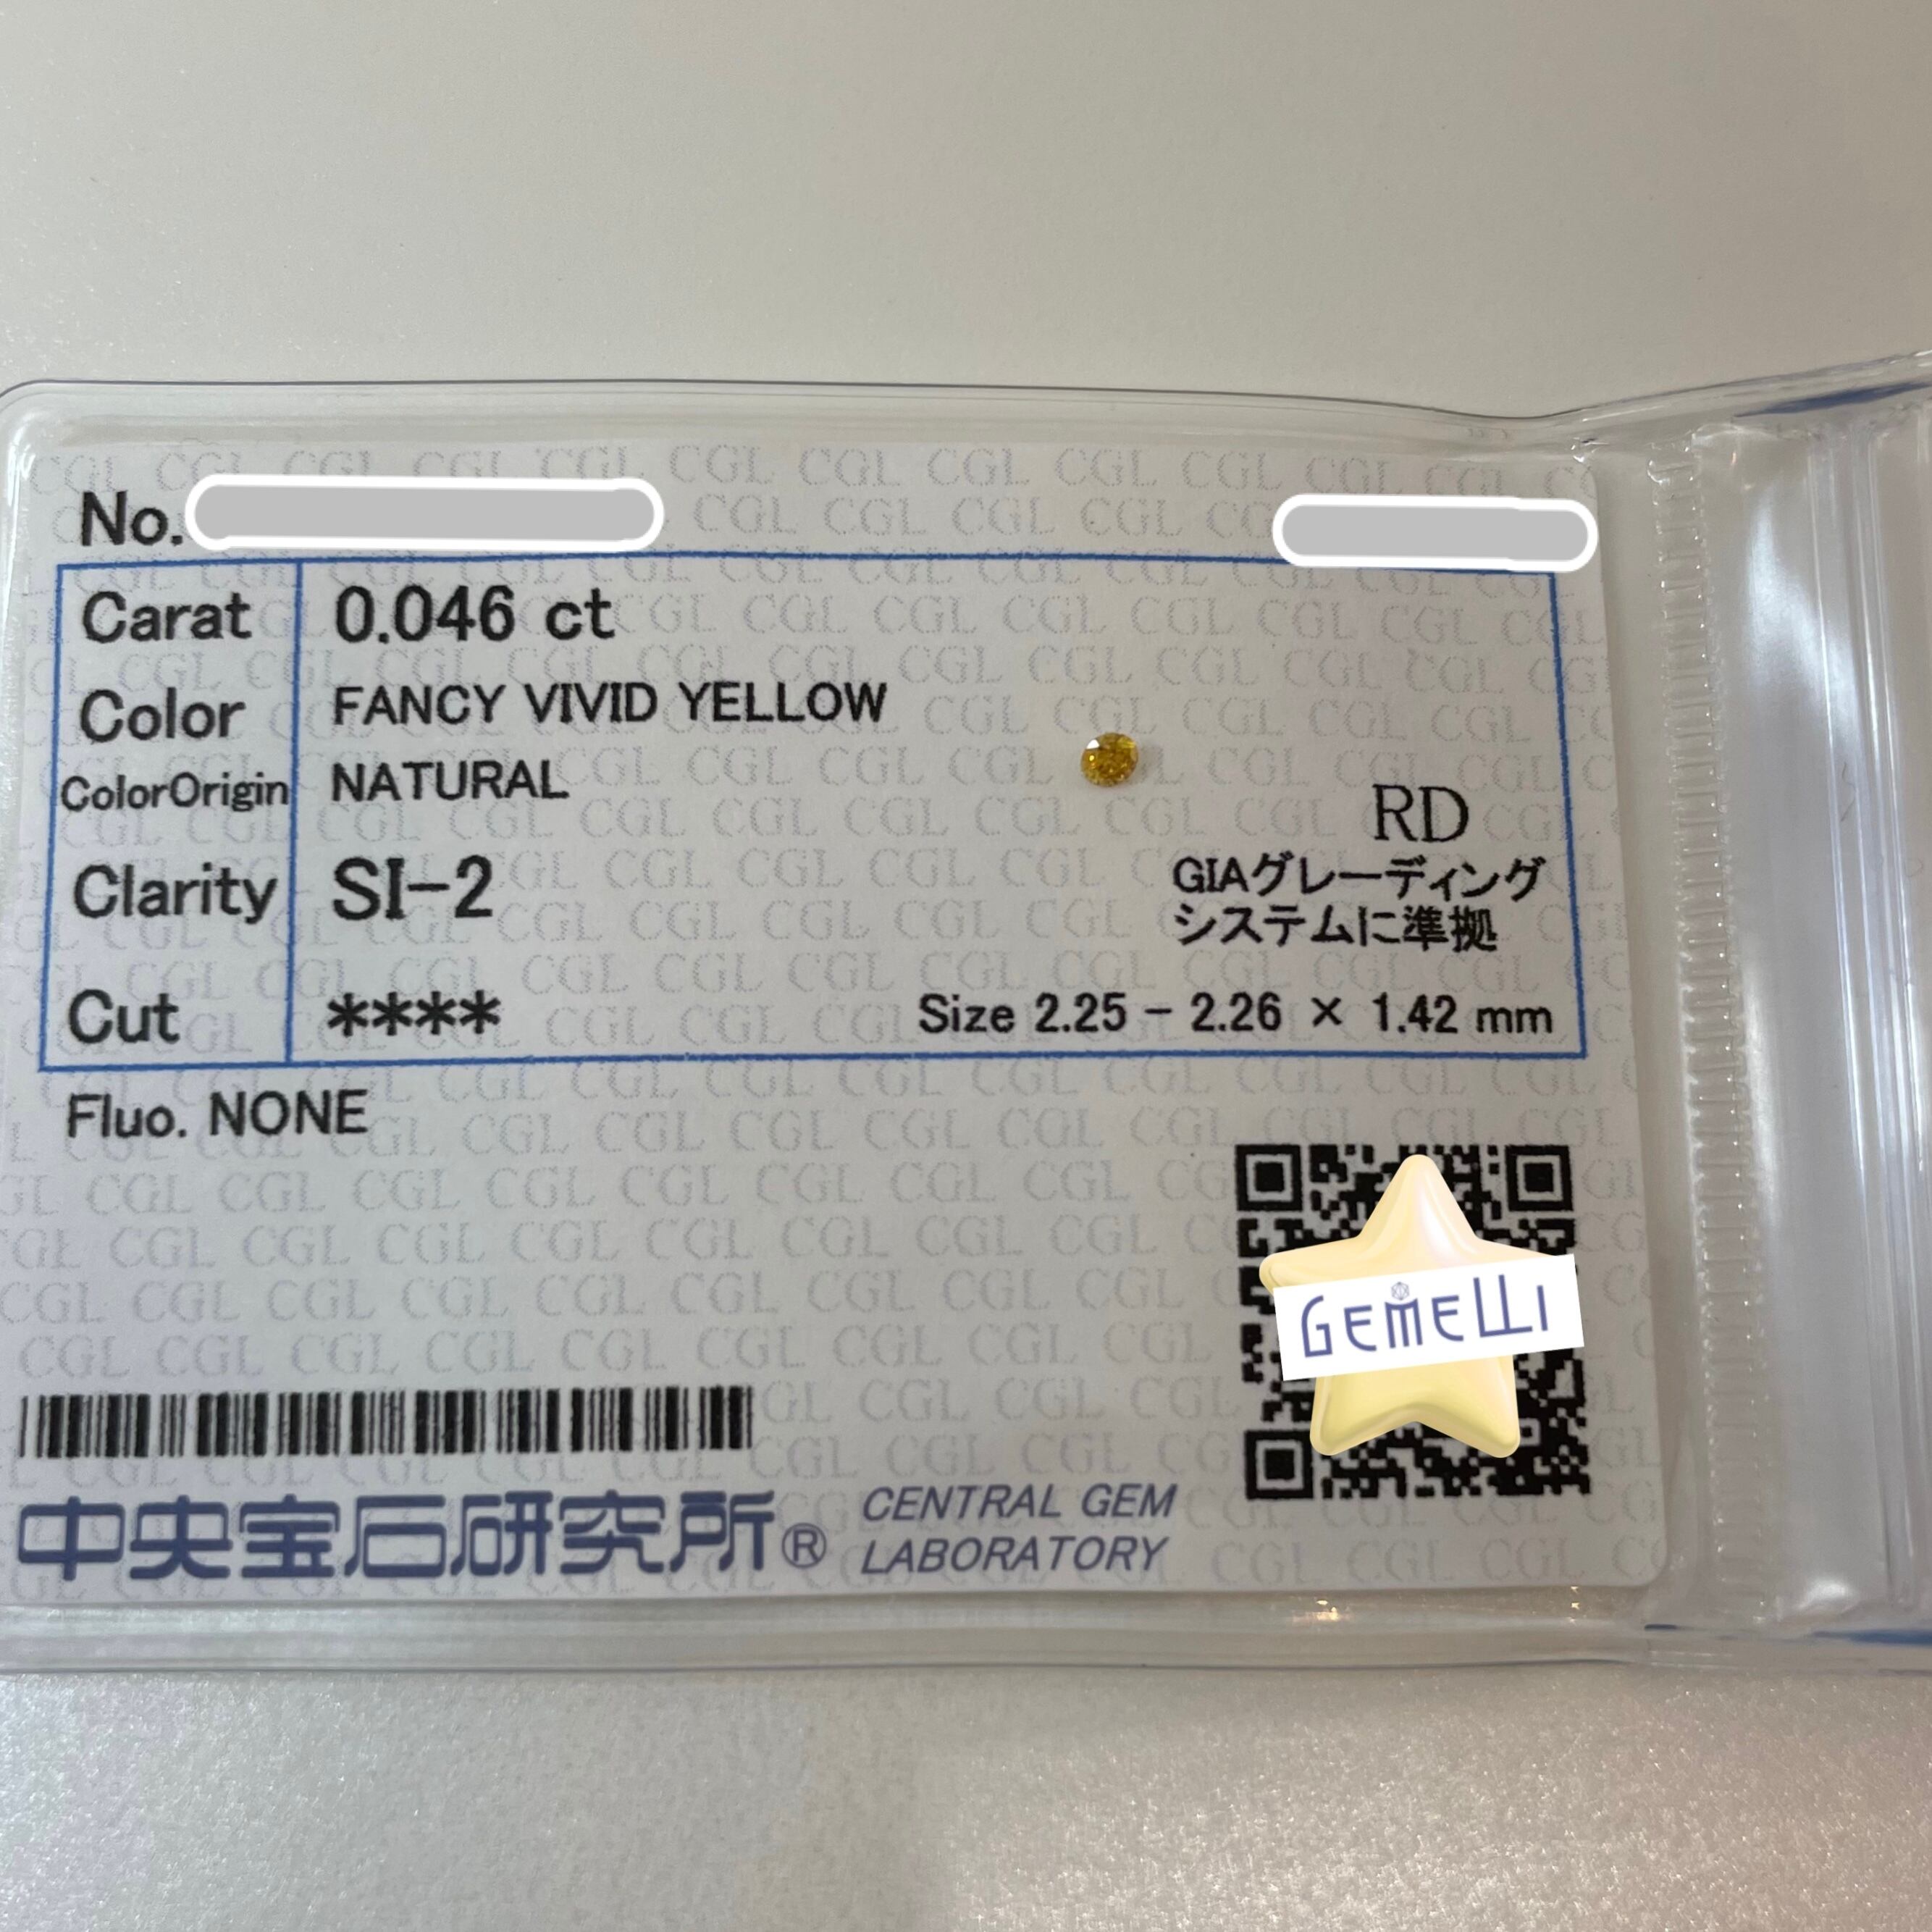 No.
Carat 0.046 ct
Color FANCY VIVID YELLOW
ColorOrigin NATURAL
RD
Clarity SI-2
GIAグレーディング
システムに準拠
Cut ****
Size 2.25 - 2.26 × 1.42 mm
Fluo. NONE
GEMELLI
中央宝石研究所®
CENTRAL GEM
LABORATORY